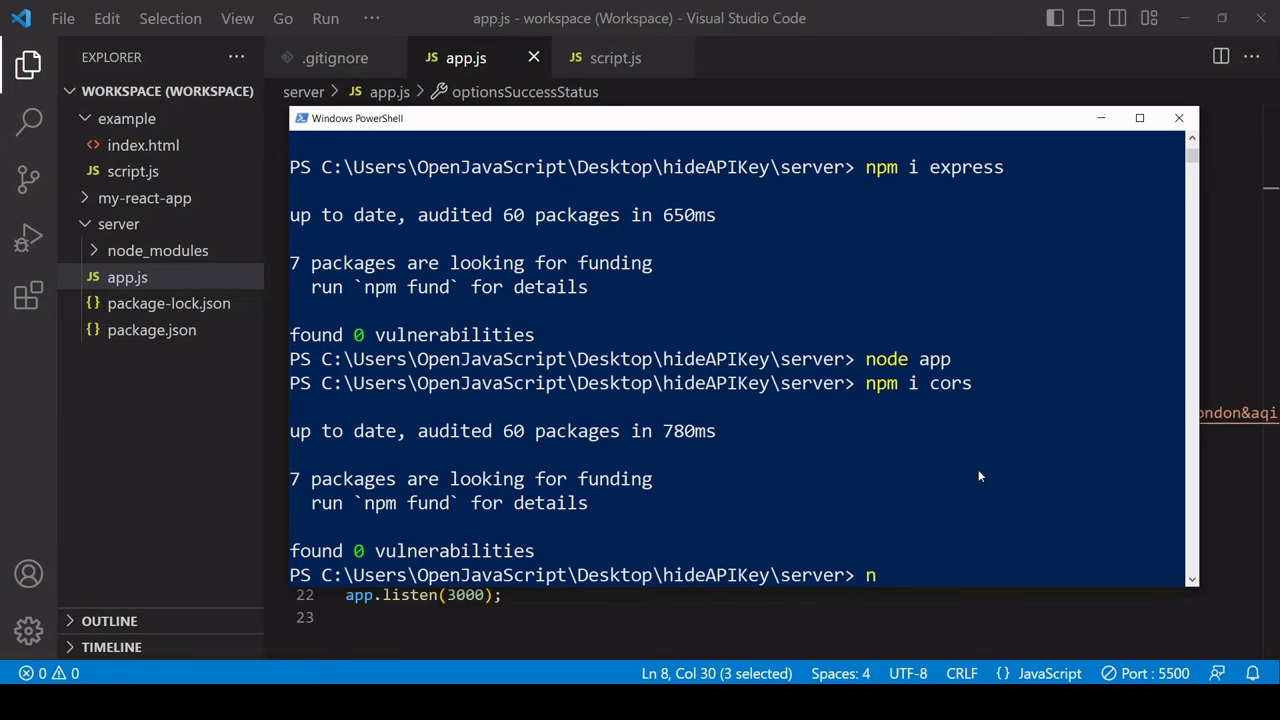 File Edit Selection View Go Run ··· app.js - workspace (Workspace) - Visual Studio Code
EXPLORER ···
.gitignore JS app.js JS script.js
WORKSPACE (WORKSPACE)
server > JS app.js > optionsSuccessStatus
example
<> index.html
JS script.js
my-react-app
server
node_modules
JS app.js
{} package-lock.json
{} package.json
OUTLINE
TIMELINE
Windows PowerShell
PS C:\Users\OpenJavaScript\Desktop\hideAPIKey\server> npm i express
up to date, audited 60 packages in 650ms
7 packages are looking for funding
run `npm fund` for details
found 0 vulnerabilities
PS C:\Users\OpenJavaScript\Desktop\hideAPIKey\server> node app
PS C:\Users\OpenJavaScript\Desktop\hideAPIKey\server> npm i cors
up to date, audited 60 packages in 780ms
7 packages are looking for funding
run `npm fund` for details
found 0 vulnerabilities
PS C:\Users\OpenJavaScript\Desktop\hideAPIKey\server> n
ondon&aqi
22 app.listen(3000);
23
0 0 Ln 8, Col 30 (3 selected) Spaces: 4 UTF-8 CRLF {} JavaScript Port : 5500